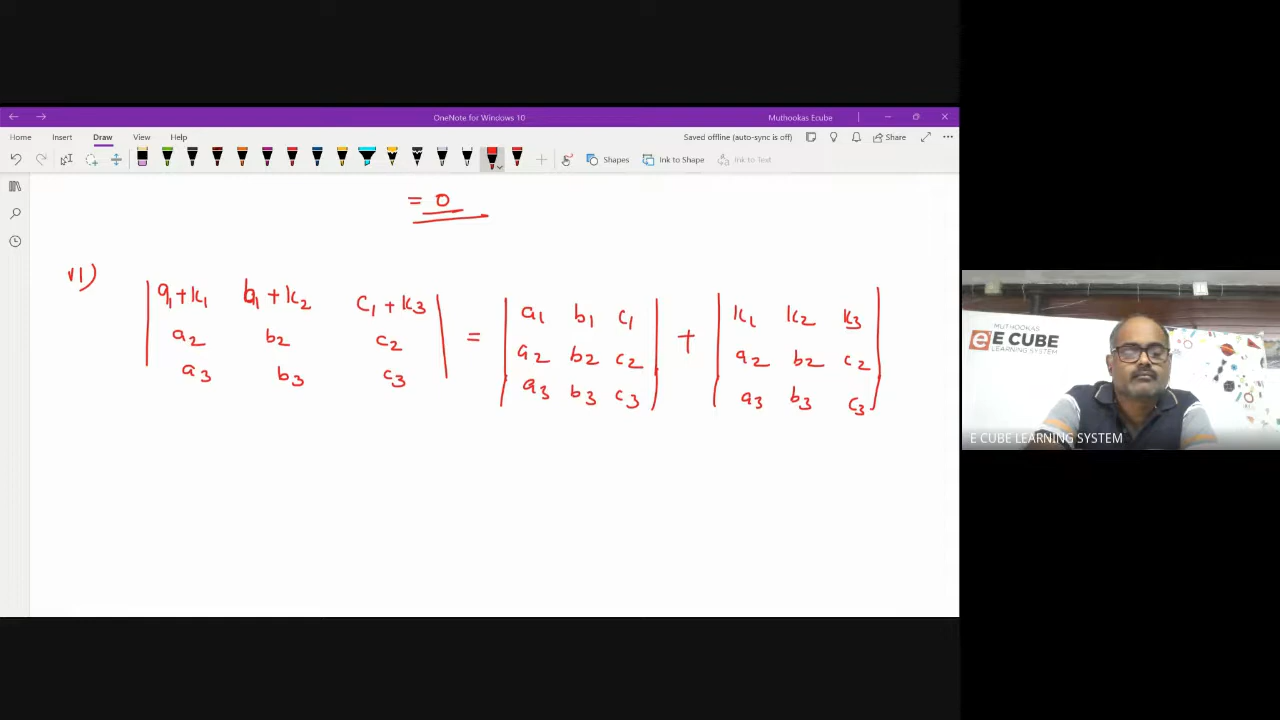 OneNote for Windows 10
Muthookas Ecube
Home Insert Draw View Help
Saved offline (auto-sync is off)
Share
Shapes
Ink to Shape
Ink to Text
= 0
vi)
| a1+k1 b1+k2 c1+k3 | = | a1 b1 c1 | + | k1 k2 k3 |
| a2 b2 c2 | | a2 b2 c2 | | a2 b2 c2 |
| a3 b3 c3 | | a3 b3 c3 | | a3 b3 c3 |
MUTHOOKAS
E CUBE
LEARNING SYSTEM
E CUBE LEARNING SYSTEM